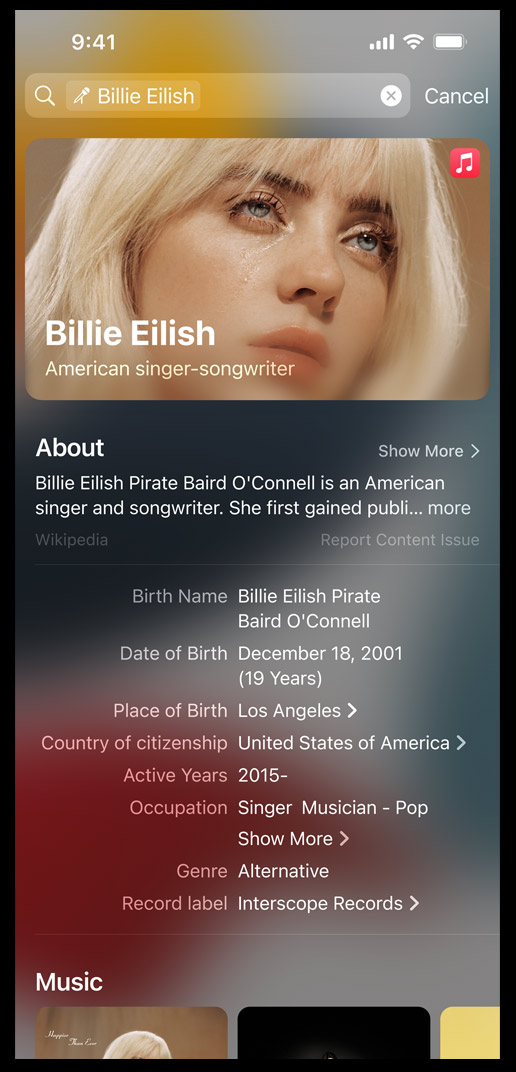 9:41
Billie Eilish
Cancel
Billie Eilish
American singer-songwriter
About
Show More
Billie Eilish Pirate Baird O'Connell is an American
singer and songwriter. She first gained publi... more
Wikipedia
Report Content Issue
Birth Name Billie Eilish Pirate
Baird O'Connell
Date of Birth December 18, 2001
(19 Years)
Place of Birth Los Angeles
Country of citizenship United States of America
Active Years 2015-
Occupation Singer Musician - Pop
Show More
Genre Alternative
Record label Interscope Records
Music
Happier
Than Ever